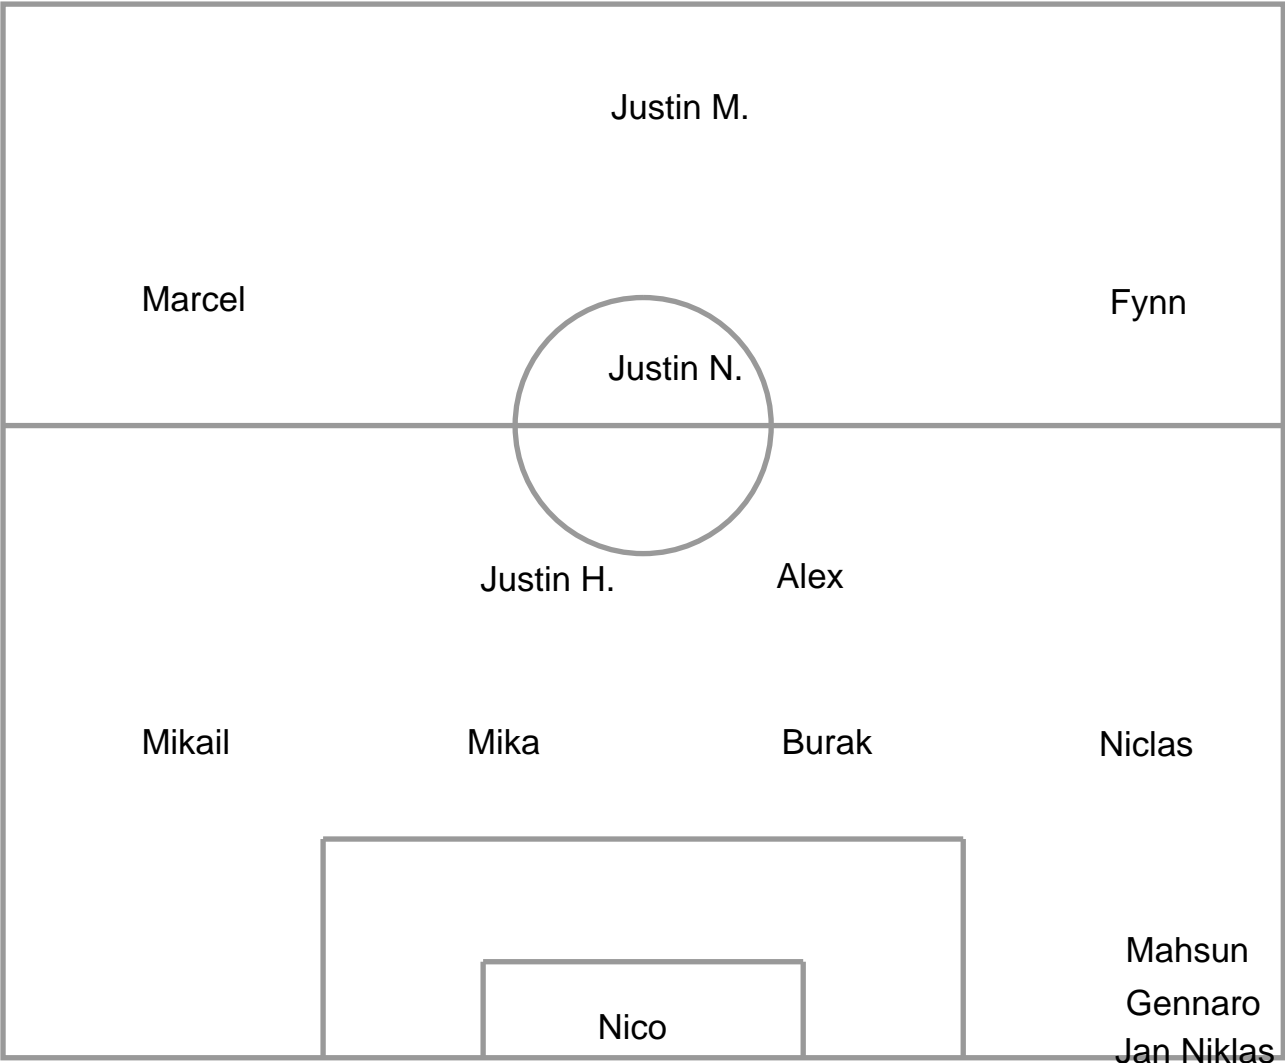 Justin M.
Marcel
Fynn
Justin N.
Justin H.
Alex
Mikail
Mika
Burak
Niclas
Mahsun
Gennaro
Nico
Jan Niklas